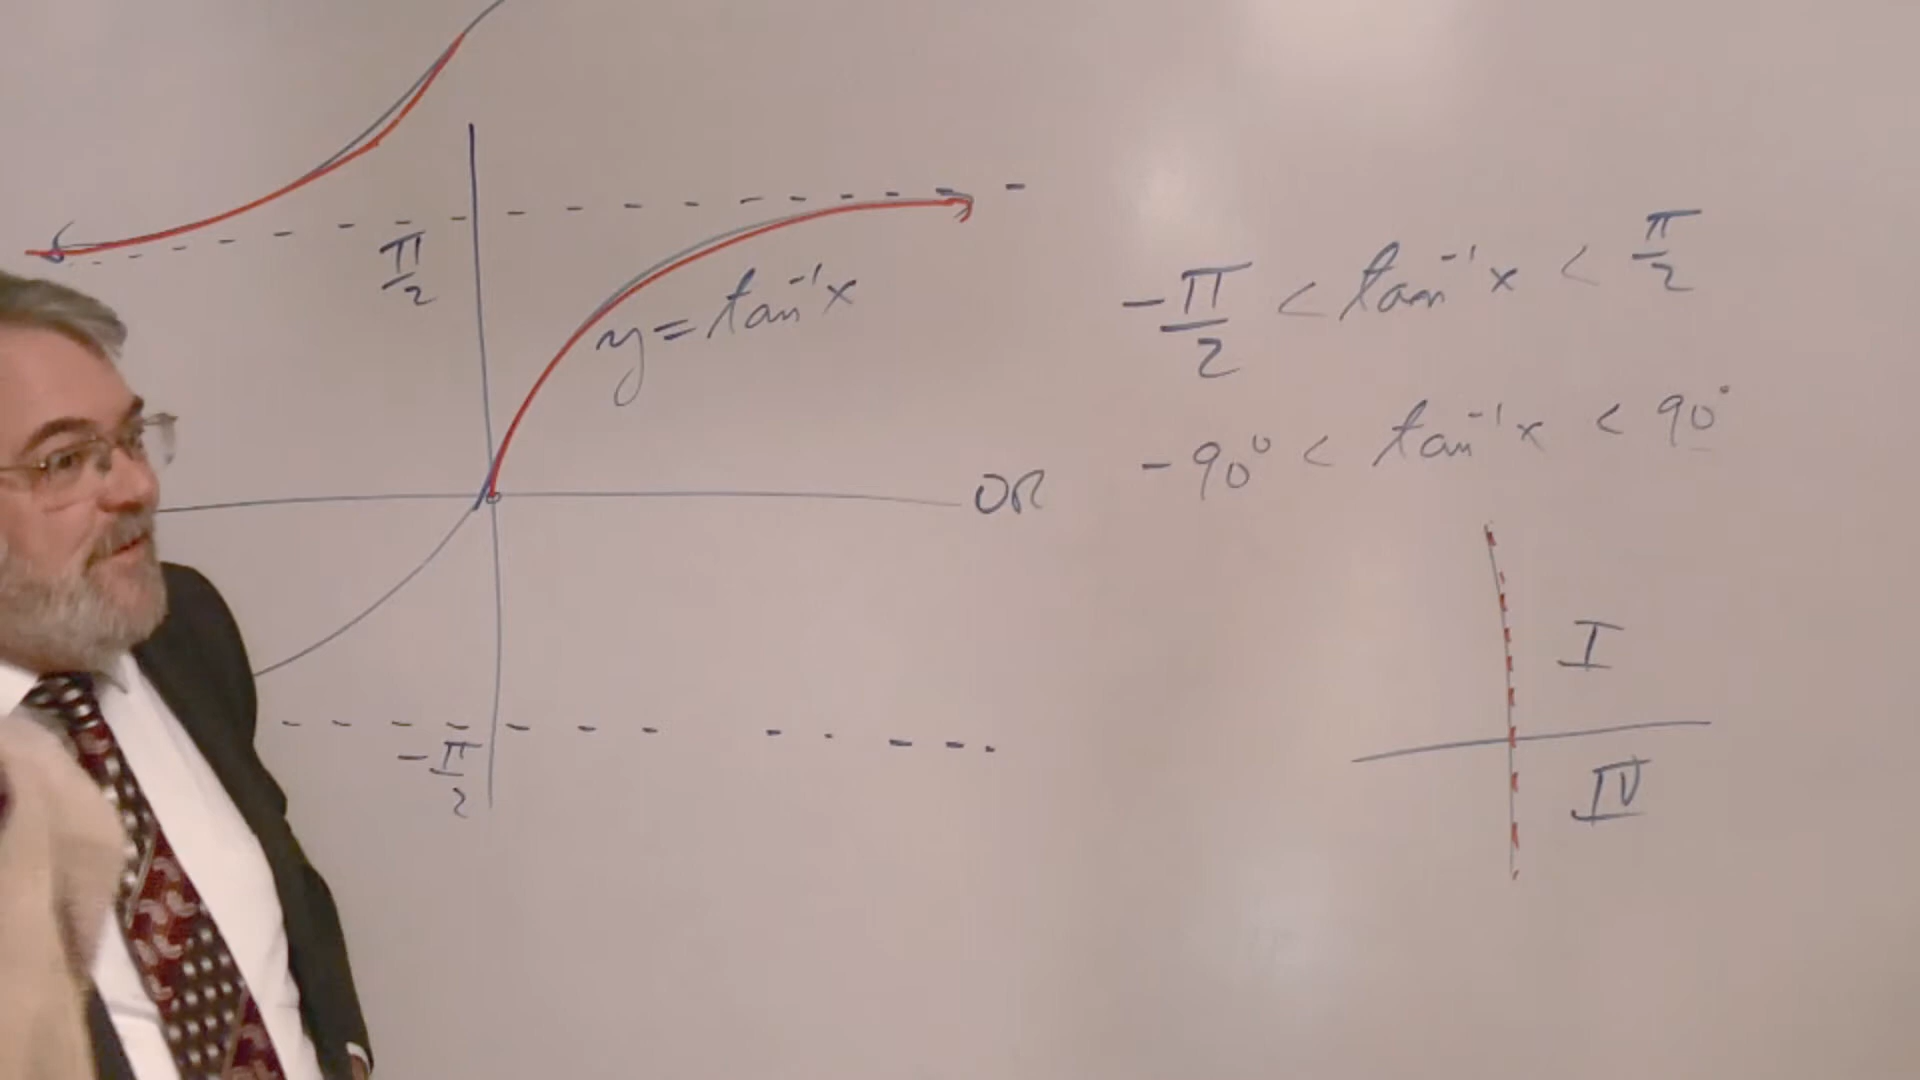 π/2
y = tan⁻¹x
-π/2
-π/2 < tan⁻¹x < π/2
OR -90° < tan⁻¹x < 90°
I
IV